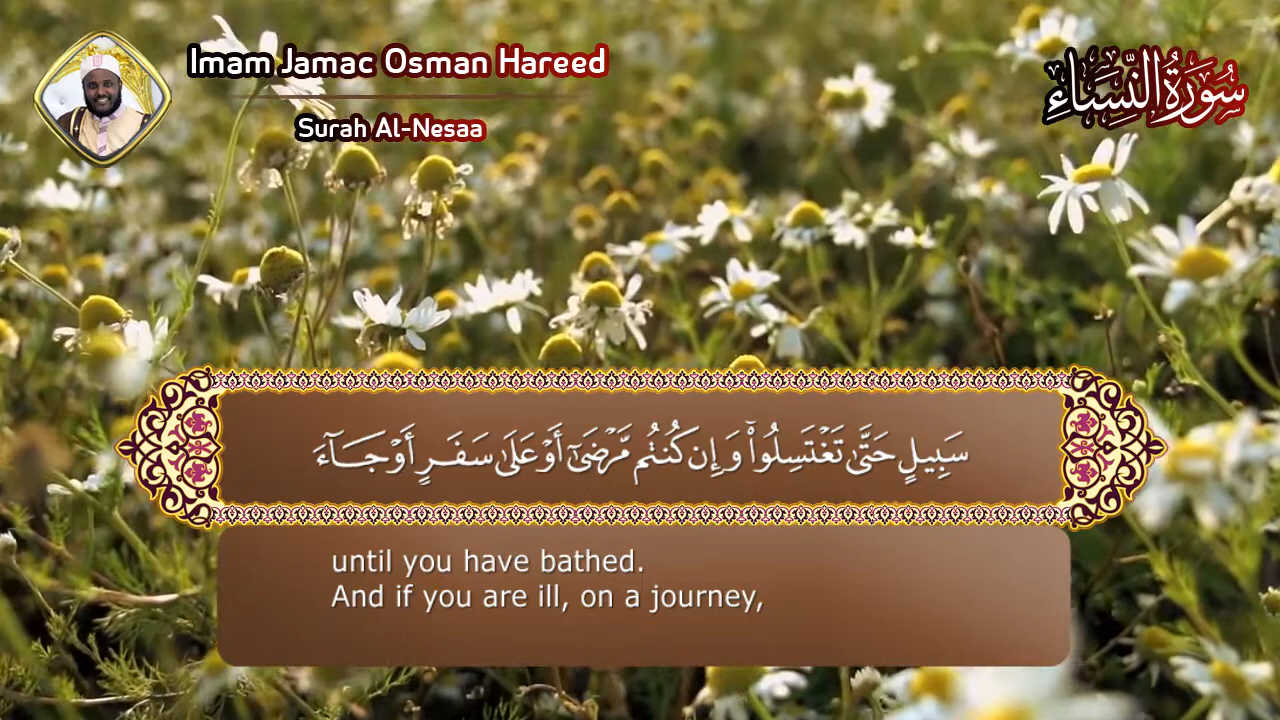 Imam Jamac Osman Hareed
سُورَةُ النِّسَاءِ
Surah Al-Nesaa
سَبِيلٍ حَتَّىٰ تَغْتَسِلُوا۟ وَإِن كُنتُم مَّرْضَىٰٓ أَوْ عَلَىٰ سَفَرٍ أَوْ جَآءَ
until you have bathed.
And if you are ill, on a journey,